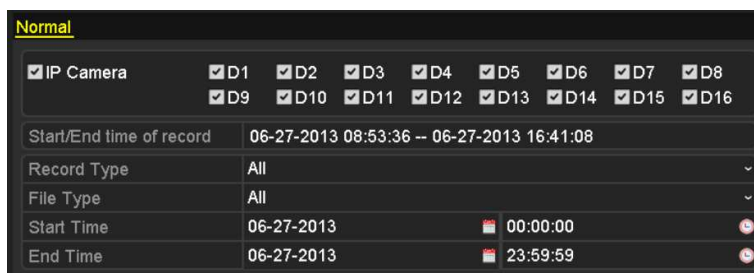 Normal
IP Camera D1 D2 D3 D4 D5 D6 D7 D8
D9 D10 D11 D12 D13 D14 D15 D16
Start/End time of record 06-27-2013 08:53:36 -- 06-27-2013 16:41:08
Record Type All
File Type All
Start Time 06-27-2013 00:00:00
End Time 06-27-2013 23:59:59